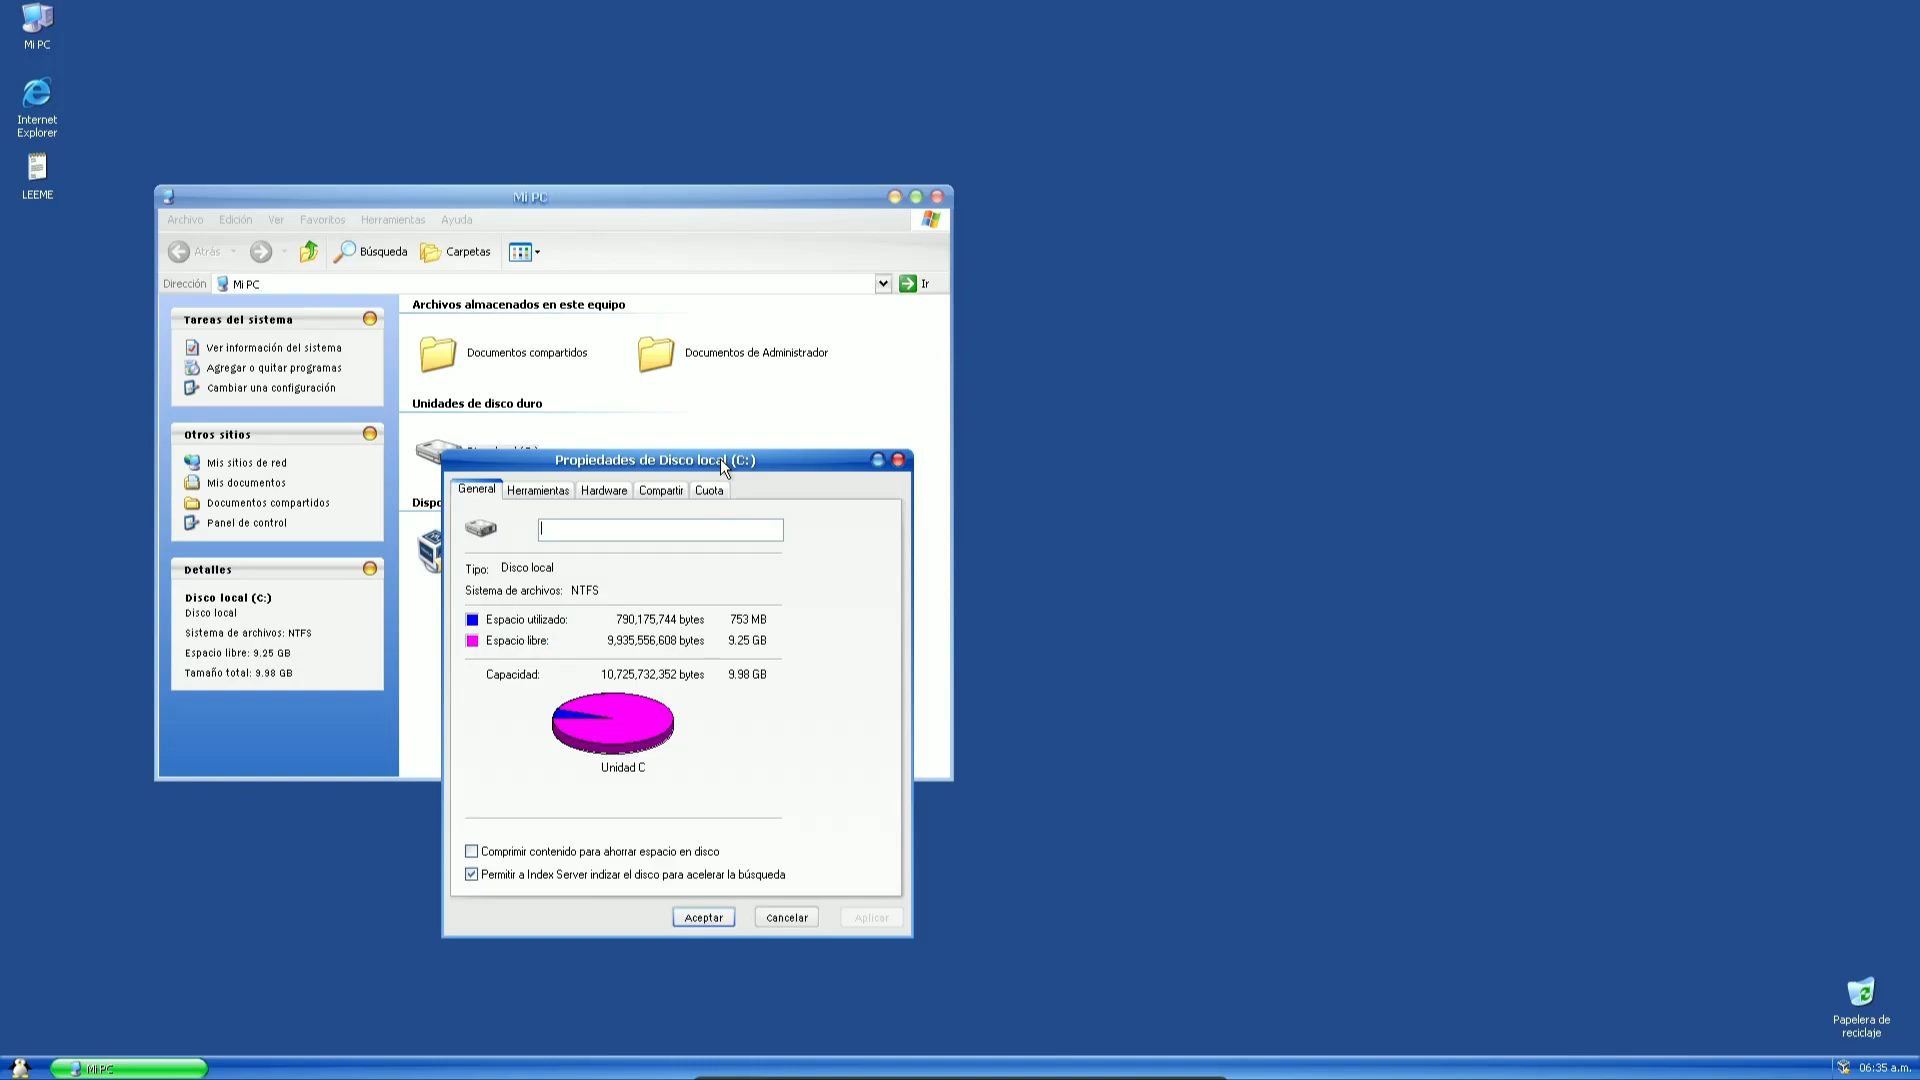 Mi PC
Internet
Explorer
LEEME
Mi PC
Archivo Edición Ver Favoritos Herramientas Ayuda
Atrás Búsqueda Carpetas
Dirección Mi PC Ir
Tareas del sistema
Ver información del sistema
Agregar o quitar programas
Cambiar una configuración
Otros sitios
Mis sitios de red
Mis documentos
Documentos compartidos
Panel de control
Detalles
Disco local (C:)
Disco local
Sistema de archivos: NTFS
Espacio libre: 9.25 GB
Tamaño total: 9.98 GB
Archivos almacenados en este equipo
Documentos compartidos Documentos de Administrador
Unidades de disco duro
Dispo
Propiedades de Disco local (C:)
General Herramientas Hardware Compartir Cuota
Tipo: Disco local
Sistema de archivos: NTFS
Espacio utilizado: 790,175,744 bytes 753 MB
Espacio libre: 9,935,556,608 bytes 9.25 GB
Capacidad: 10,725,732,352 bytes 9.98 GB
Unidad C
Comprimir contenido para ahorrar espacio en disco
Permitir a Index Server indizar el disco para acelerar la búsqueda
Aceptar Cancelar Aplicar
Papelera de
reciclaje
Mi PC
06:35 a.m.